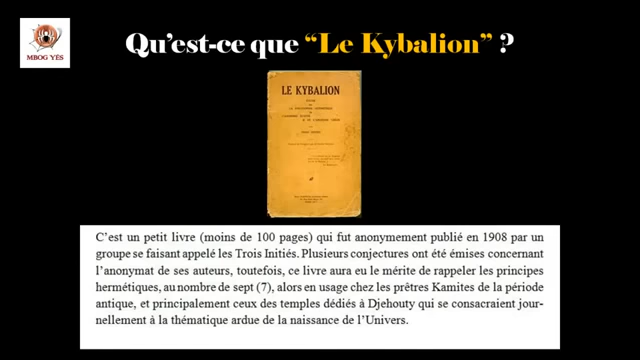 MBOG YÉS
Qu’est-ce que “Le Kybalion” ?
LE KYBALION
C’est un petit livre (moins de 100 pages) qui fut anonymement publié en 1908 par un
groupe se faisant appelé les Trois Initiés. Plusieurs conjectures ont été émises concernant
l’anonymat de ses auteurs, toutefois, ce livre aura eu le mérite de rappeler les principes
hermétiques, au nombre de sept (7), alors en usage chez les prêtres Kamites de la période
antique, et principalement ceux des temples dédiés à Djehouty qui se consacraient jour-
nellement à la thématique ardue de la naissance de l’Univers.